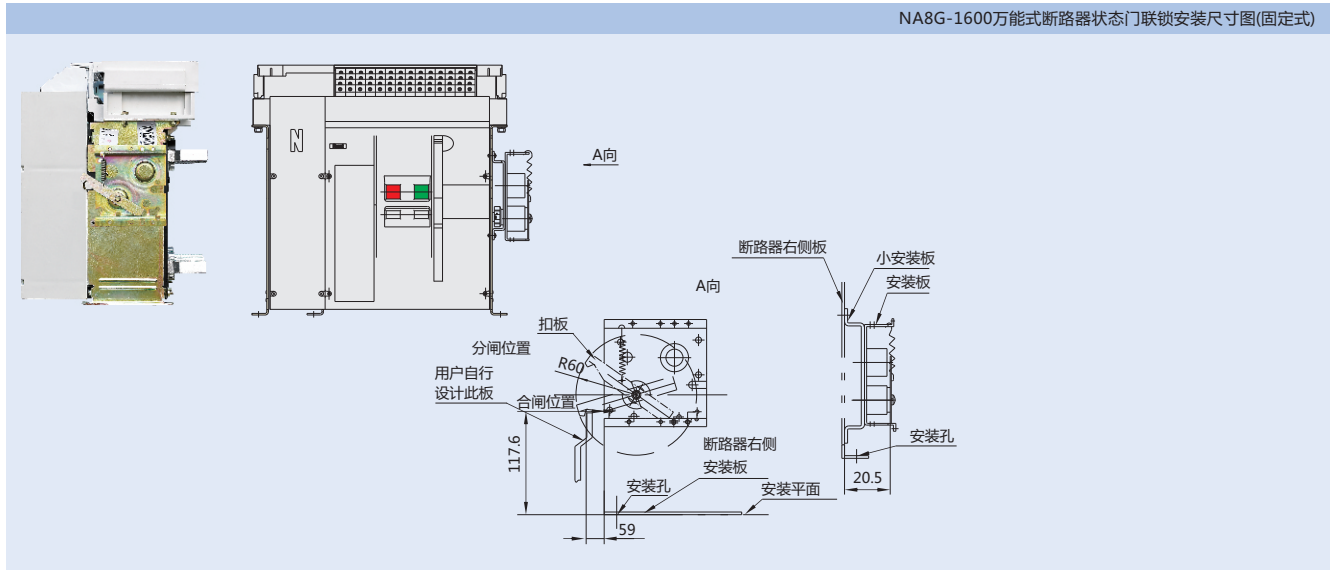 NA8G-1600万能式断路器状态门联锁安装尺寸图(固定式)
A向
断路器右侧板
小安装板
安装板
A向
扣板
分闸位置
R60
用户自行
设计此板
合闸位置
117.6
断路器右侧
安装板
安装孔
安装平面
59
安装孔
20.5